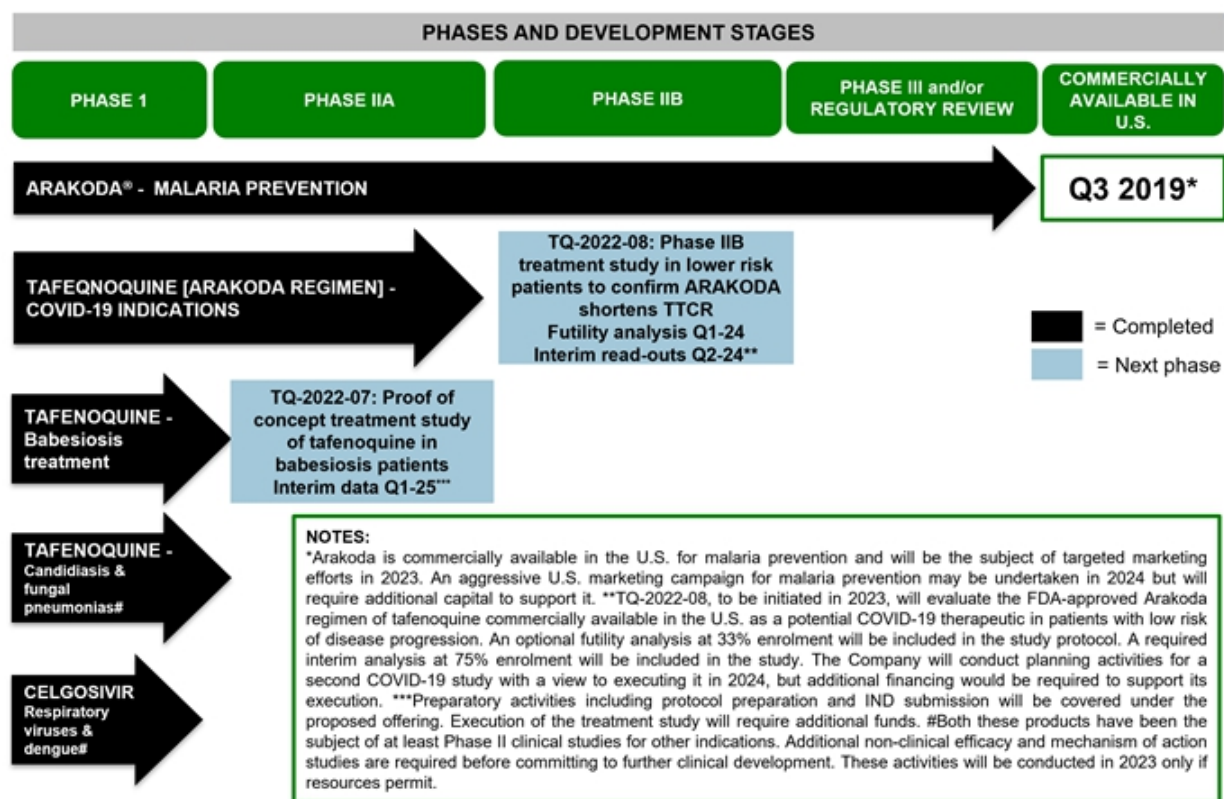 PHASES AND DEVELOPMENT STAGES
PHASE 1
PHASE IIA
PHASE IIB
PHASE III and/or
REGULATORY REVIEW
COMMERCIALLY
AVAILABLE IN
U.S.
ARAKODA® - MALARIA PREVENTION
Q3 2019*
TAFEQNOQUINE [ARAKODA REGIMEN] -
COVID-19 INDICATIONS
TQ-2022-08: Phase IIB
treatment study in lower risk
patients to confirm ARAKODA
shortens TTCR
Futility analysis Q1-24
Interim read-outs Q2-24**
= Completed
= Next phase
TAFENOQUINE -
Babesiosis
treatment
TQ-2022-07: Proof of
concept treatment study
of tafenoquine in
babesiosis patients
Interim data Q1-25***
TAFENOQUINE -
Candidiasis &
fungal
pneumonias#
CELGOSIVIR
Respiratory
viruses &
dengue#
NOTES:
*Arakoda is commercially available in the U.S. for malaria prevention and will be the subject of targeted marketing
efforts in 2023. An aggressive U.S. marketing campaign for malaria prevention may be undertaken in 2024 but will
require additional capital to support it. **TQ-2022-08, to be initiated in 2023, will evaluate the FDA-approved Arakoda
regimen of tafenoquine commercially available in the U.S. as a potential COVID-19 therapeutic in patients with low risk
of disease progression. An optional futility analysis at 33% enrolment will be included in the study protocol. A required
interim analysis at 75% enrolment will be included in the study. The Company will conduct planning activities for a
second COVID-19 study with a view to executing it in 2024, but additional financing would be required to support its
execution. ***Preparatory activities including protocol preparation and IND submission will be covered under the
proposed offering. Execution of the treatment study will require additional funds. #Both these products have been the
subject of at least Phase II clinical studies for other indications. Additional non-clinical efficacy and mechanism of action
studies are required before committing to further clinical development. These activities will be conducted in 2023 only if
resources permit.